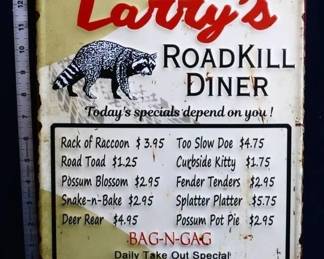 Larry's
ROADKILL
DINER
Today's specials depend on you!
Rack of Raccoon $3.95 Too Slow Doe $4.75
Road Toad $1.25 Curbside Kitty $1.75
Possum Blossom $2.95 Fender Tenders $2.95
Snake-n-Bake $2.95 Splatter Platter $5.75
Deer Rear $4.95 Possum Pot Pie $2.95
BAG-N-GAG
Daily Take Out Special